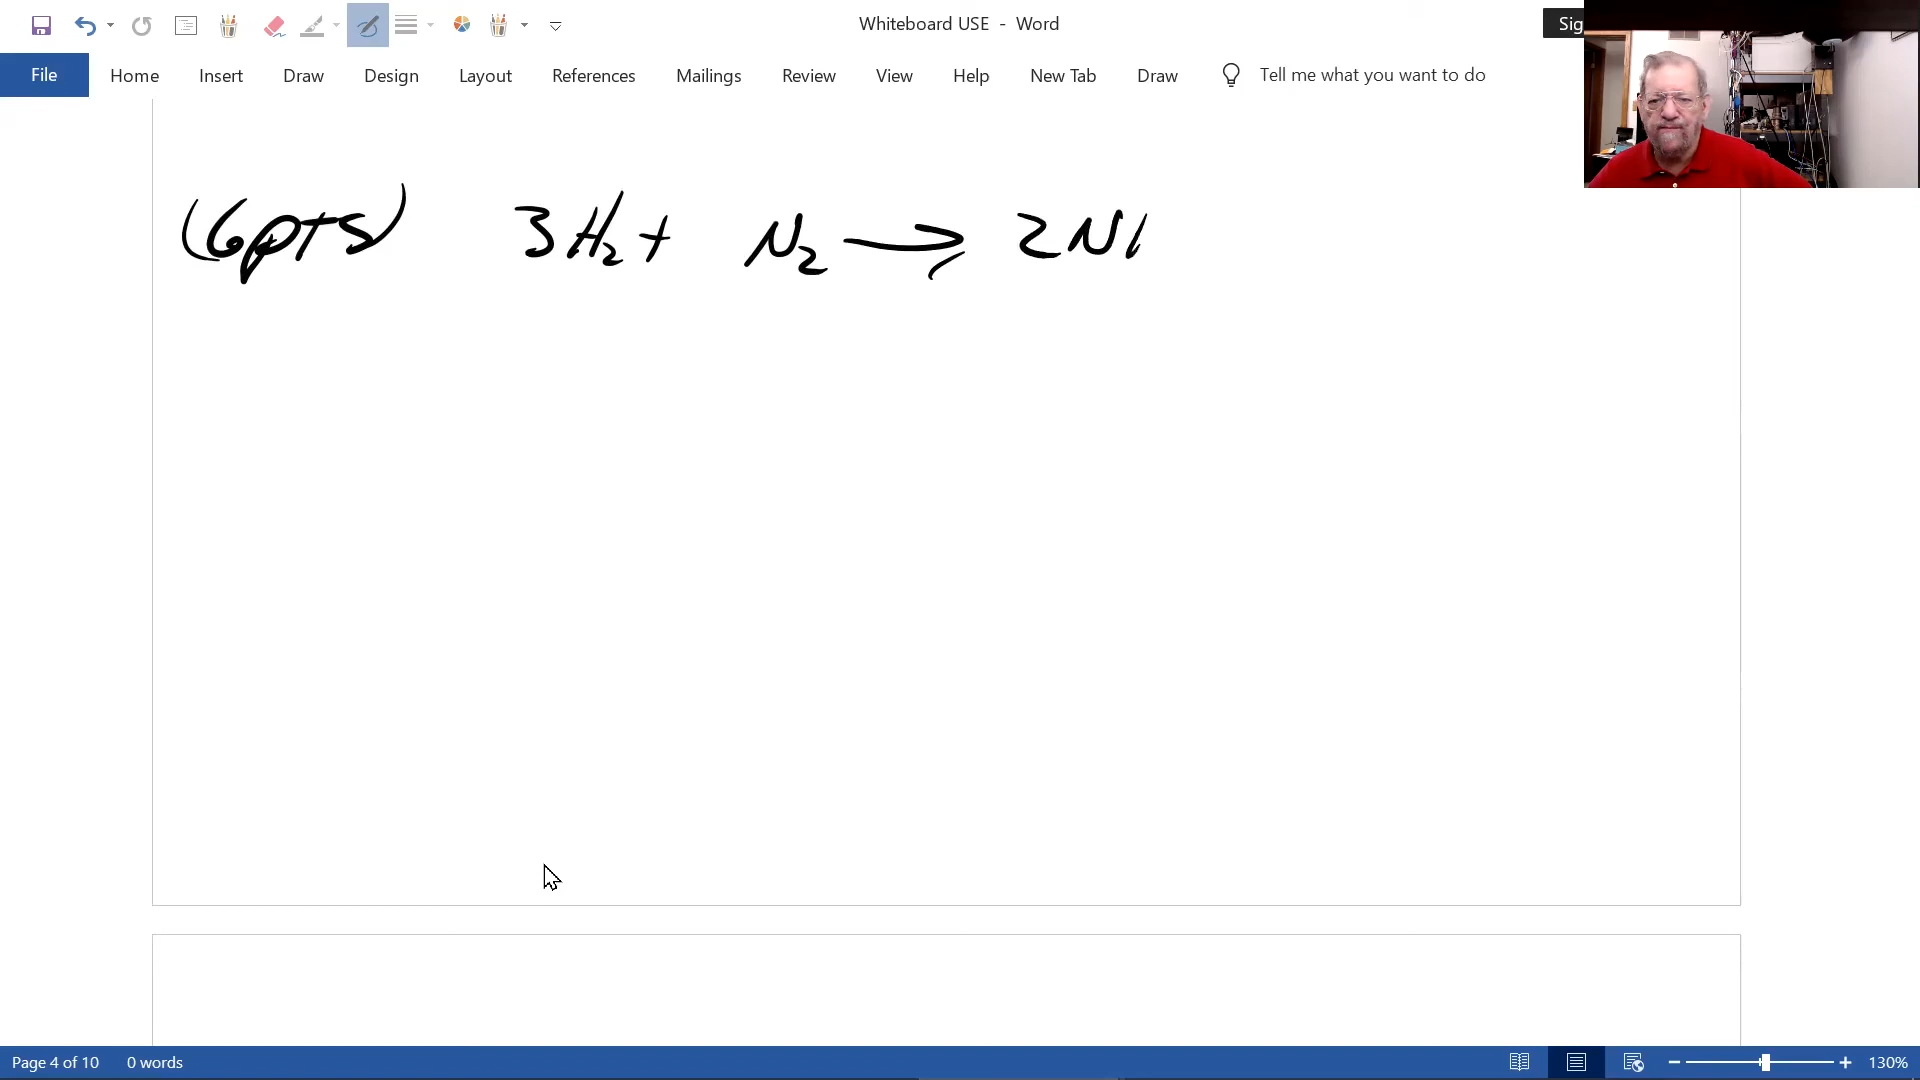 Whiteboard USE - Word
Sig
File Home Insert Draw Design Layout References Mailings Review View Help New Tab Draw Tell me what you want to do
(6pts) 3H₂ + N₂ → 2N
Page 4 of 10 0 words 130%